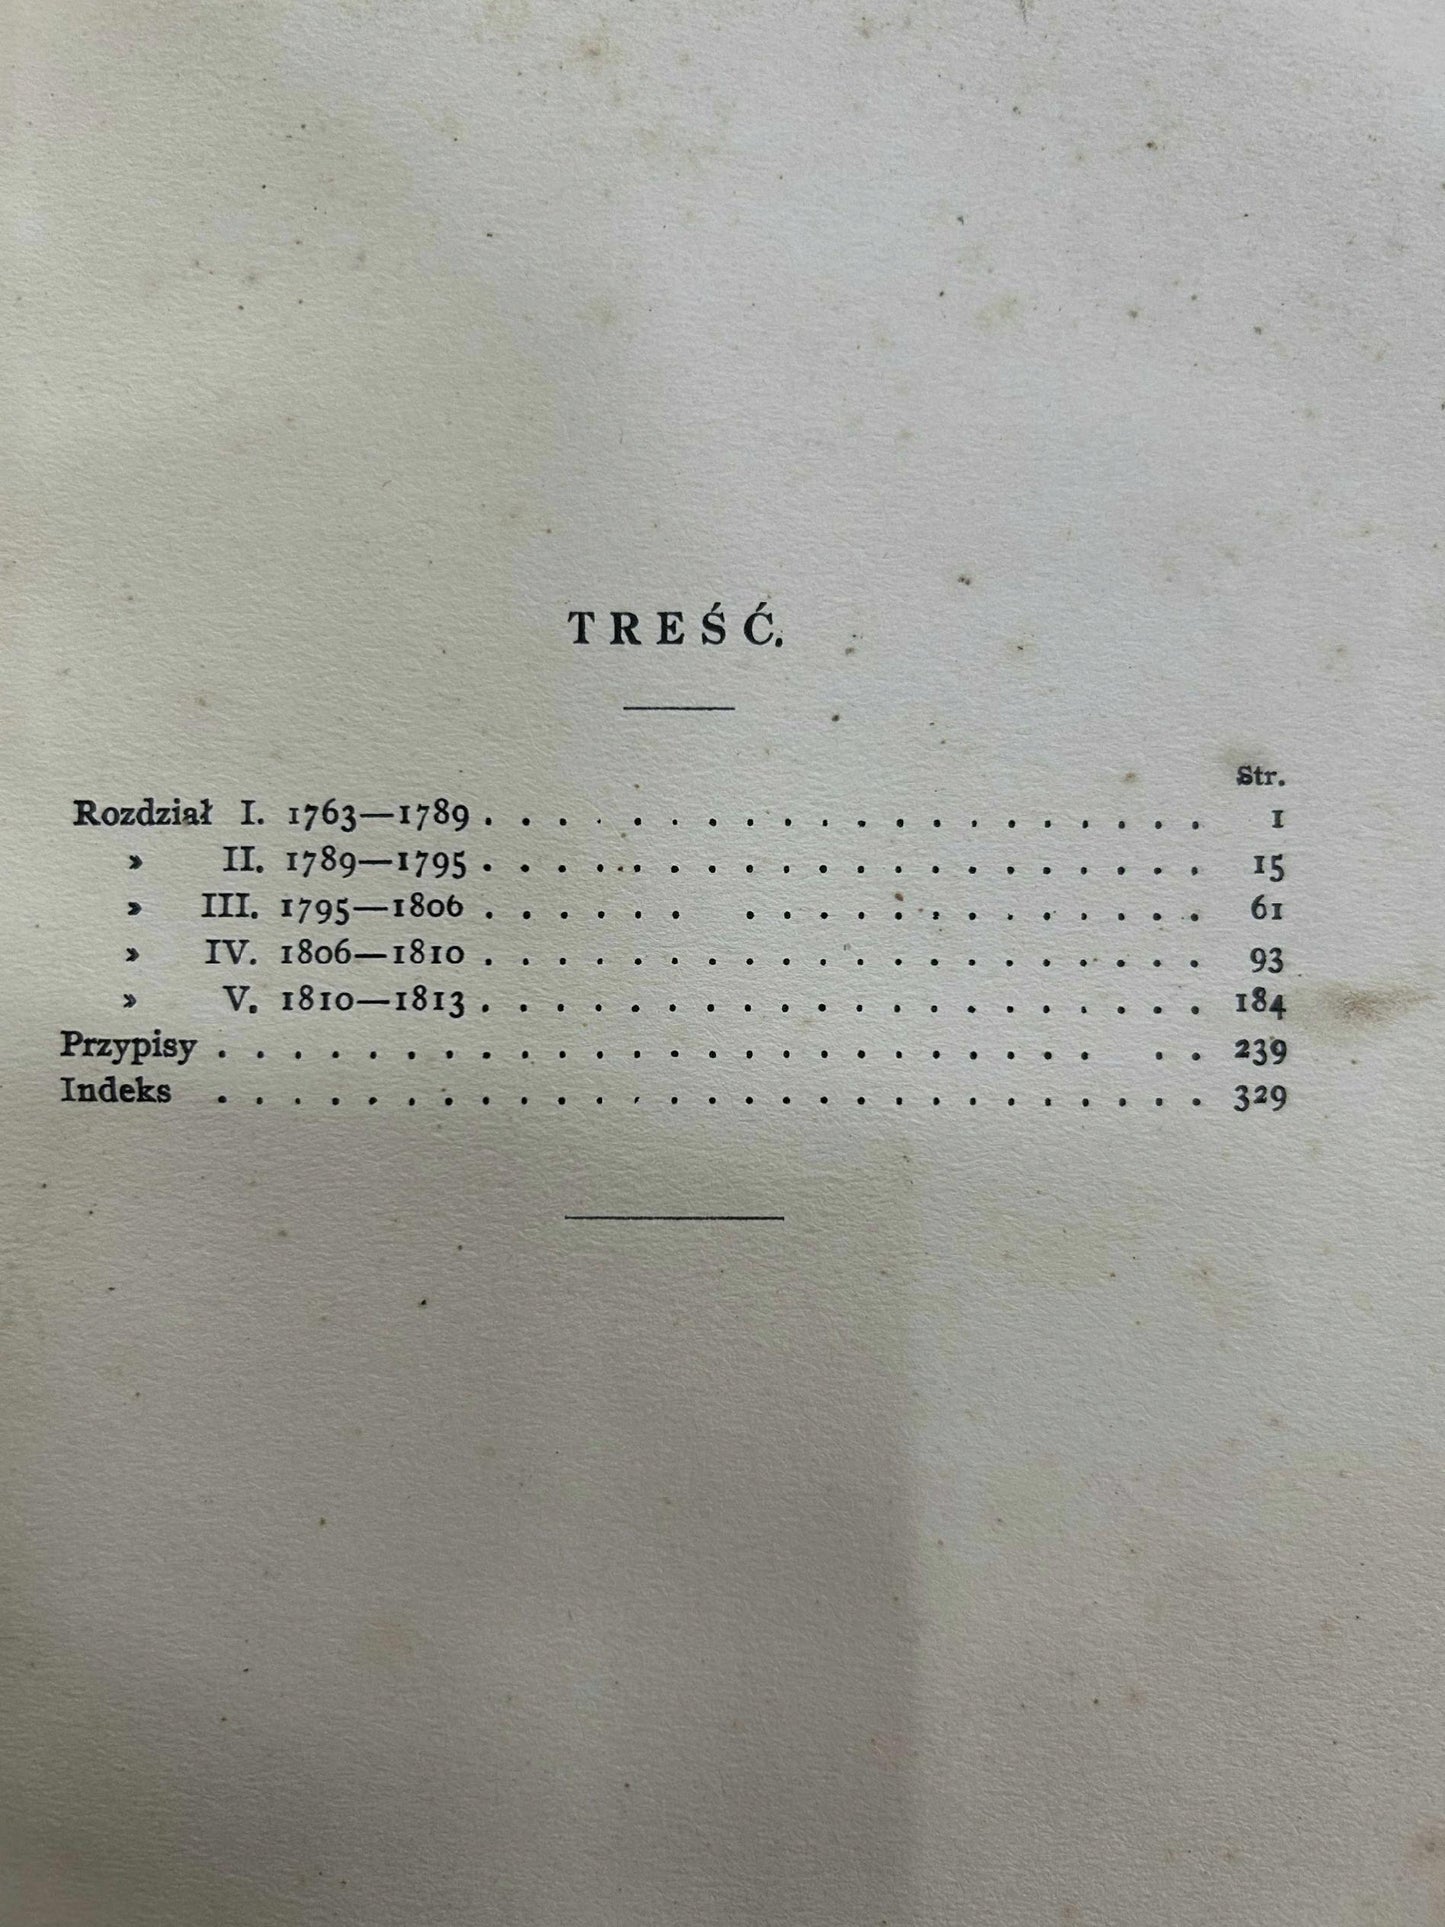 TREŚĆ.
Str.
Rozdział I. 1763—1789 . . . . . . . . . . . . . . . . . . . . 1
» II. 1789—1795 . . . . . . . . . . . . . . . . . . . . 15
» III. 1795—1806 . . . . . . . . . . . . . . . . . . . 61
» IV. 1806—1810 . . . . . . . . . . . . . . . . . . . . 93
» V. 1810—1813 . . . . . . . . . . . . . . . . . . . . 184
Przypisy . . . . . . . . . . . . . . . . . . . . . . . . . . 239
Indeks . . . . . . . . . . . . . . . . . . . . . . . . . . . 329